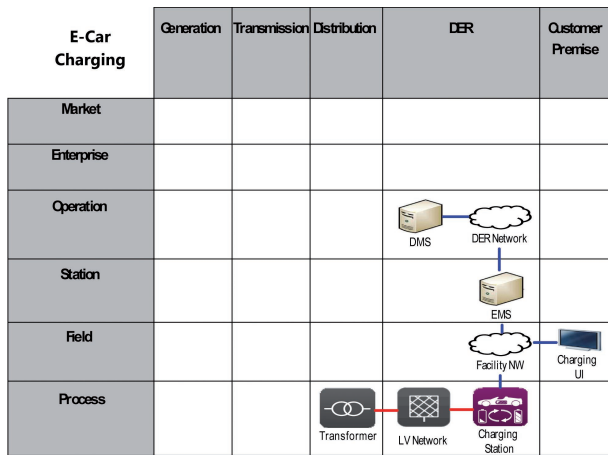 E-Car
Charging
Generation
Transmission
Distribution
DER
Customer
Premise
Market
Enterprise
Operation
DMS
DER Network
Station
EMS
Field
Facility NW
Charging
UI
Process
Transformer
LV Network
Charging
Station